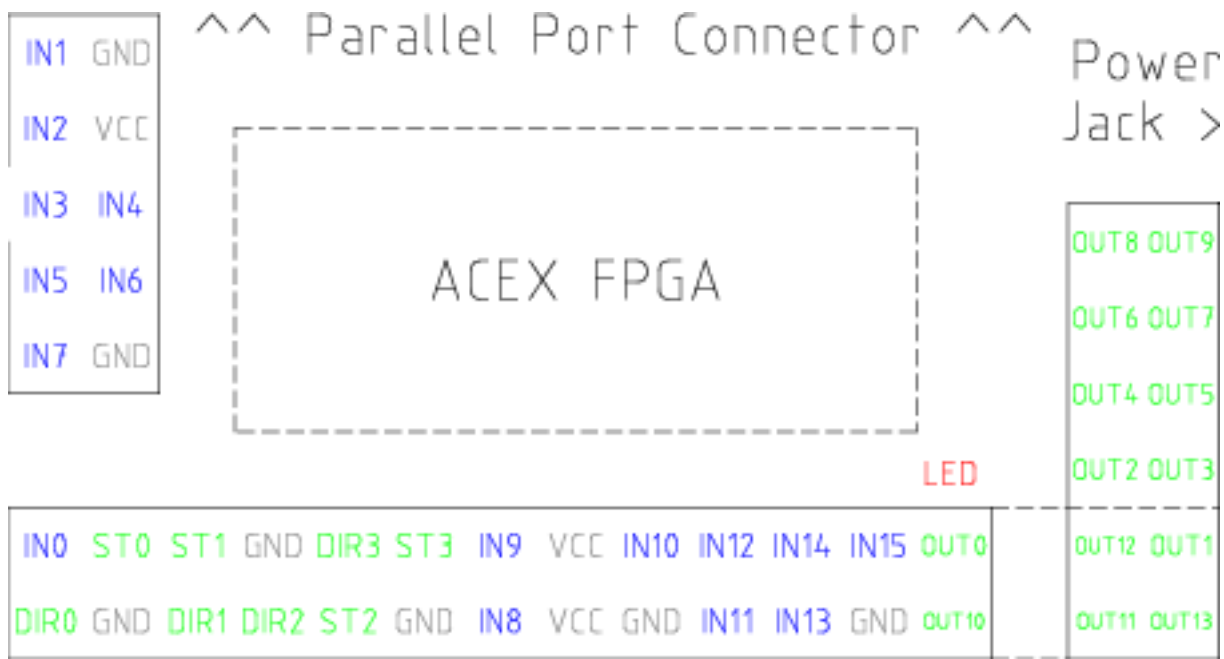 ^^ Parallel Port Connector ^^
Power
Jack >
IN1 GND
IN2 VCC
IN3 IN4
IN5 IN6
IN7 GND
ACEX FPGA
OUT8 OUT9
OUT6 OUT7
OUT4 OUT5
OUT2 OUT3
LED
IN0 ST0 ST1 GND DIR3 ST3 IN9 VCC IN10 IN12 IN14 IN15 OUT0
OUT12 OUT1
DIR0 GND DIR1 DIR2 ST2 GND IN8 VCC GND IN11 IN13 GND OUT10
OUT11 OUT13